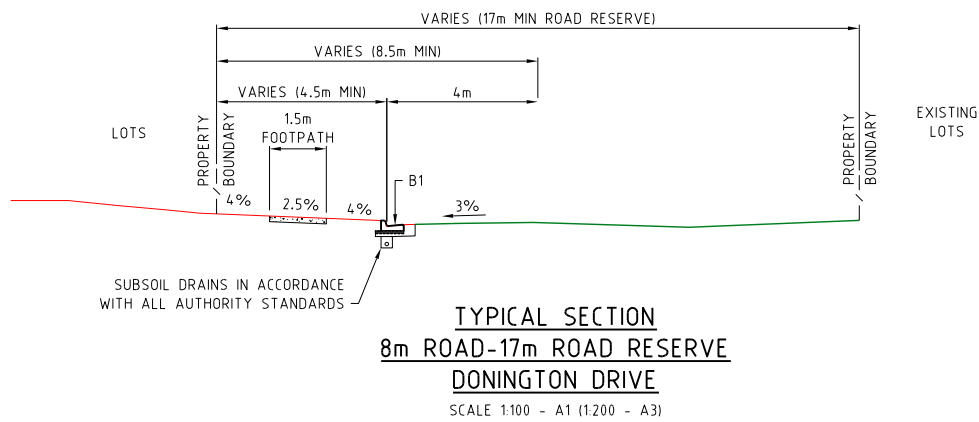 VARIES (17m MIN ROAD RESERVE)
VARIES (8.5m MIN)
VARIES (4.5m MIN)
4m
LOTS
1.5m
FOOTPATH
PROPERTY
BOUNDARY
PROPERTY
BOUNDARY
EXISTING
LOTS
B1
4%
2.5%
4%
3%
SUBSOIL DRAINS IN ACCORDANCE
WITH ALL AUTHORITY STANDARDS
TYPICAL SECTION
8m ROAD-17m ROAD RESERVE
DONINGTON DRIVE
SCALE 1:100 - A1 (1:200 - A3)